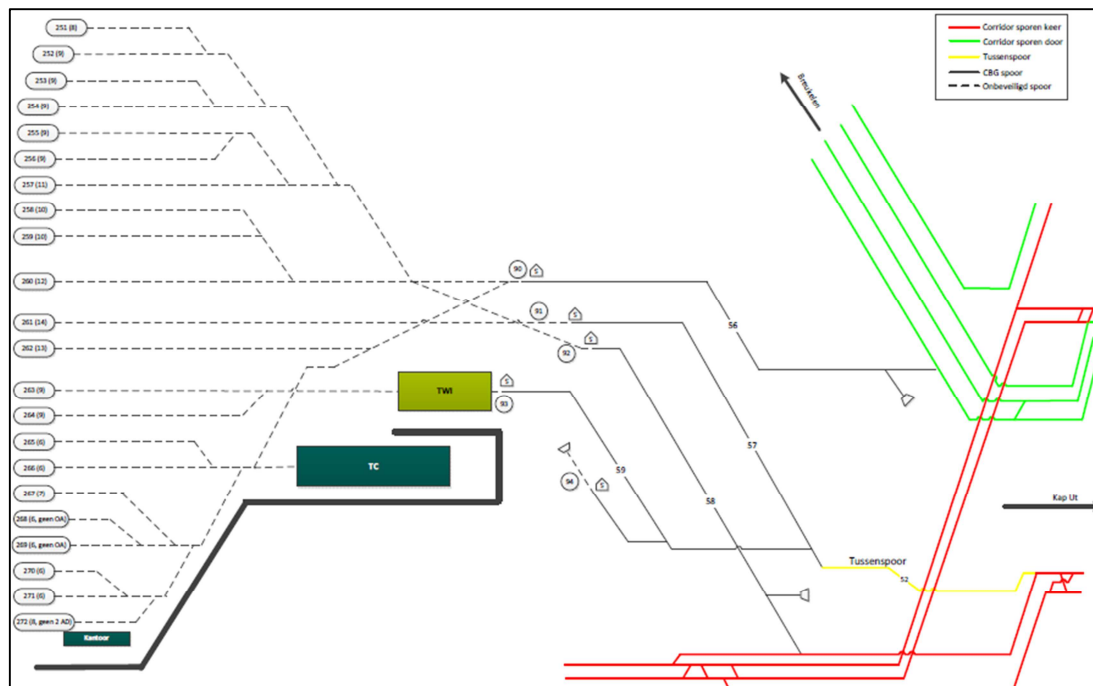 251 (8)
252 (9)
253 (9)
254 (9)
255 (9)
256 (9)
257 (11)
258 (10)
259 (10)
260 (12)
261 (14)
262 (13)
263 (9)
264 (9)
265 (6)
266 (6)
267 (7)
268 (6, geen OA)
269 (6, geen OA)
270 (6)
271 (6)
272 (8, geen 2 AD)
Kantoor
TWI
TC
90
S
91
S
92
S
93
S
94
S
56
57
58
59
Tussenspoor
52
Breukelen
Kap Ut
Corridor sporen keer
Corridor sporen door
Tussenspoor
CBG spoor
Onbeveiligd spoor